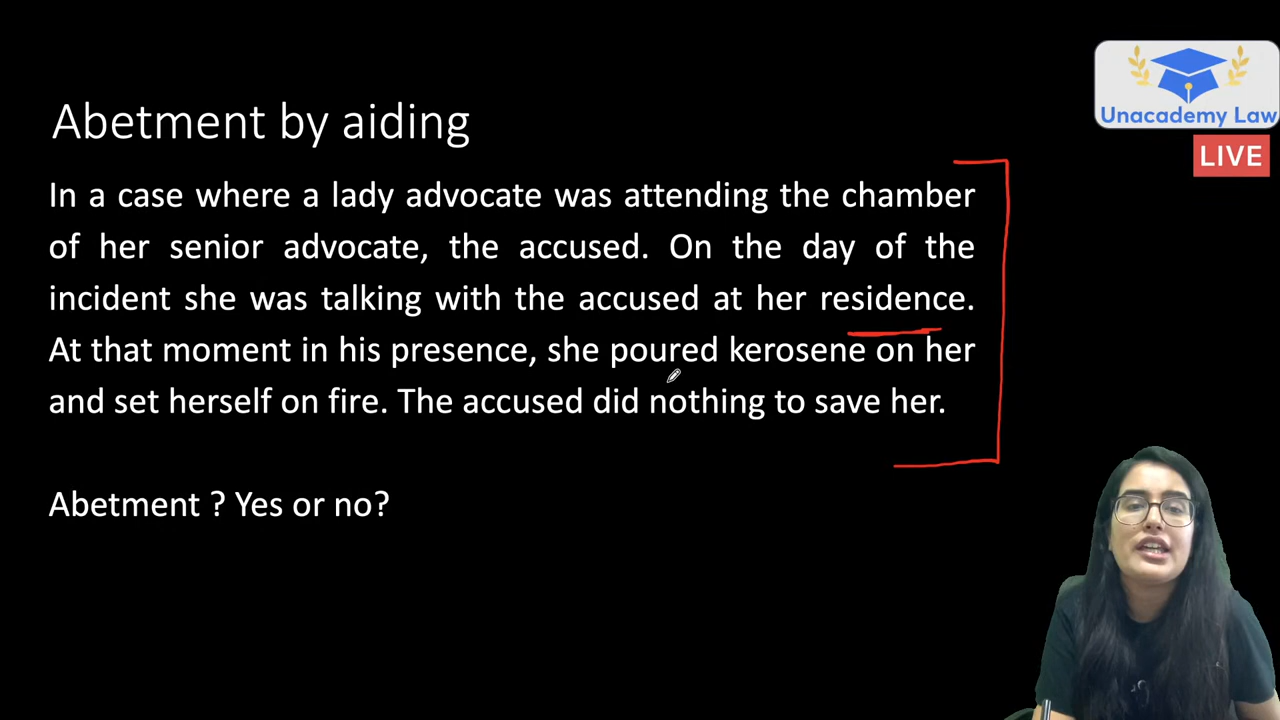 Unacademy Law
LIVE
Abetment by aiding
In a case where a lady advocate was attending the chamber
of her senior advocate, the accused. On the day of the
incident she was talking with the accused at her residence.
At that moment in his presence, she poured kerosene on her
and set herself on fire. The accused did nothing to save her.
Abetment ? Yes or no?